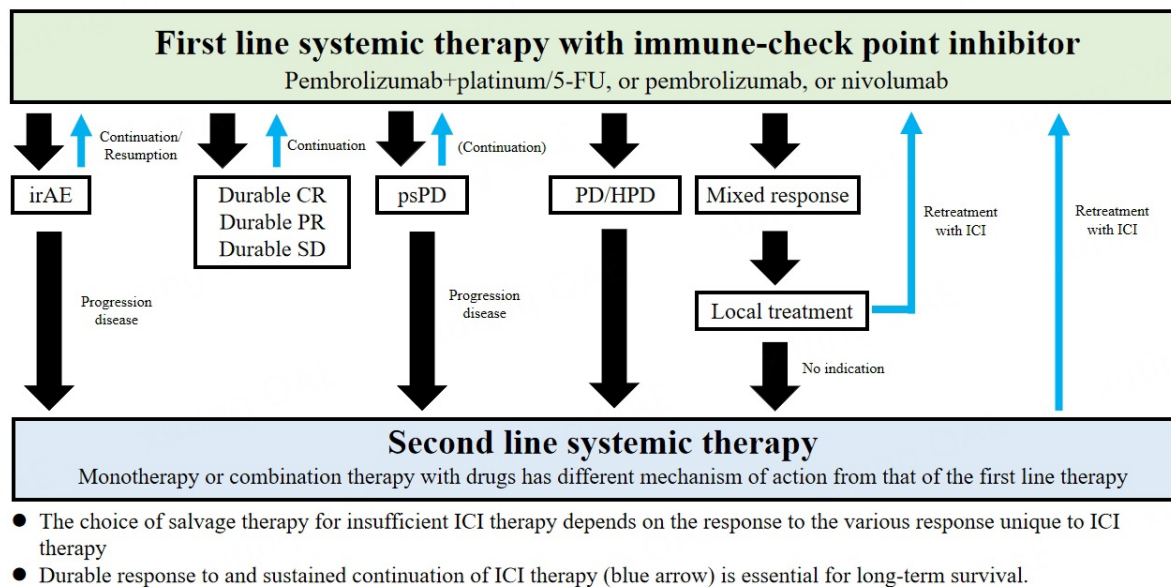 First line systemic therapy with immune-check point inhibitor
Pembrolizumab+platinum/5-FU, or pembrolizumab, or nivolumab
Continuation/
Resumption
Continuation
(Continuation)
irAE
Durable CR
Durable PR
Durable SD
psPD
PD/HPD
Mixed response
Retreatment
with ICI
Retreatment
with ICI
Progression
disease
Progression
disease
Local treatment
No indication
Second line systemic therapy
Monotherapy or combination therapy with drugs has different mechanism of action from that of the first line therapy
● The choice of salvage therapy for insufficient ICI therapy depends on the response to the various response unique to ICI
therapy
● Durable response to and sustained continuation of ICI therapy (blue arrow) is essential for long-term survival.